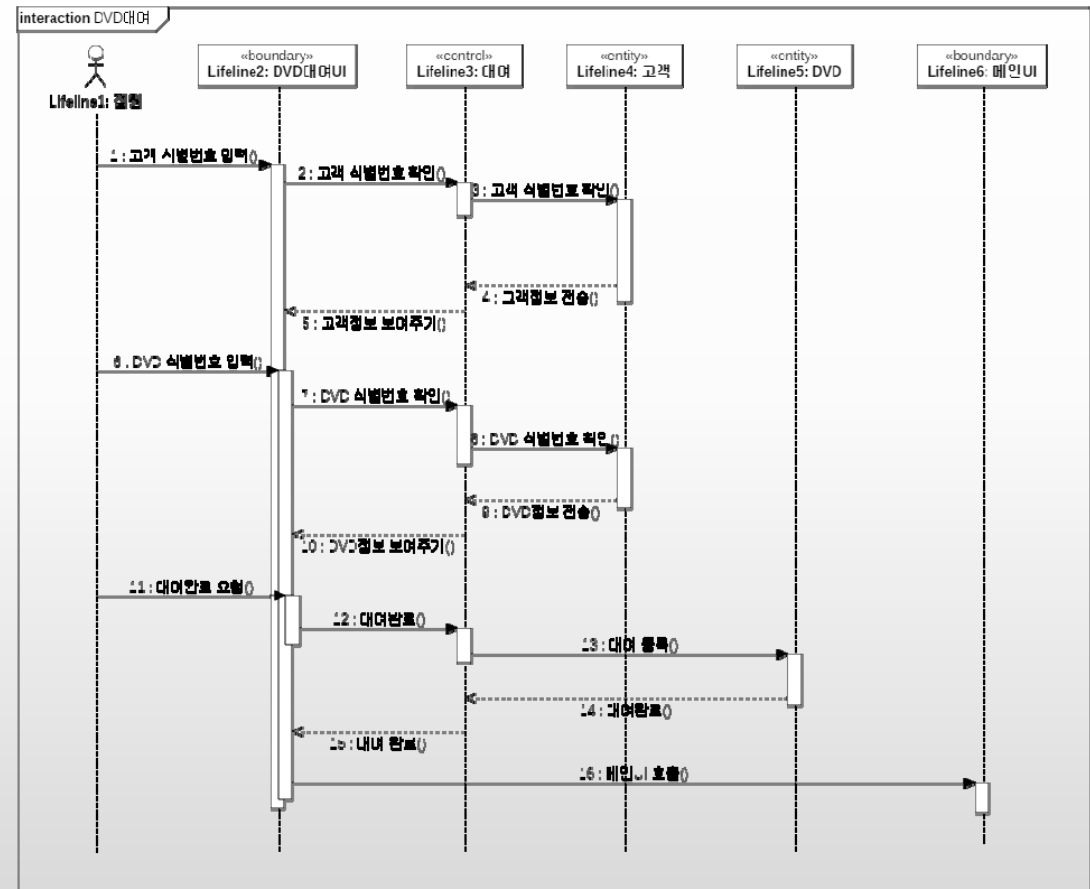 interaction DVD대여
«boundary»
Lifeline2: DVD대여UI
«control»
Lifeline3: 대여
«entity»
Lifeline4: 고객
«entity»
Lifeline5: DVD
«boundary»
Lifeline6: 메인UI
Lifeline1: 점원
1 : 고객 식별번호 입력()
2 : 고객 식별번호 확인()
3 : 고객 식별번호 확인()
4 : 고객정보 전송()
5 : 고객정보 보여주기()
6 : DVD 식별번호 입력()
7 : DVD 식별번호 확인()
8 : DVD 식별번호 확인()
9 : DVD정보 전송()
10 : DVD정보 보여주기()
11 : 대여완료 요청()
12 : 대여완료()
13 : 대여 등록()
14 : 대여완료()
15 : 대여 완료()
16 : 메인UI 호출()